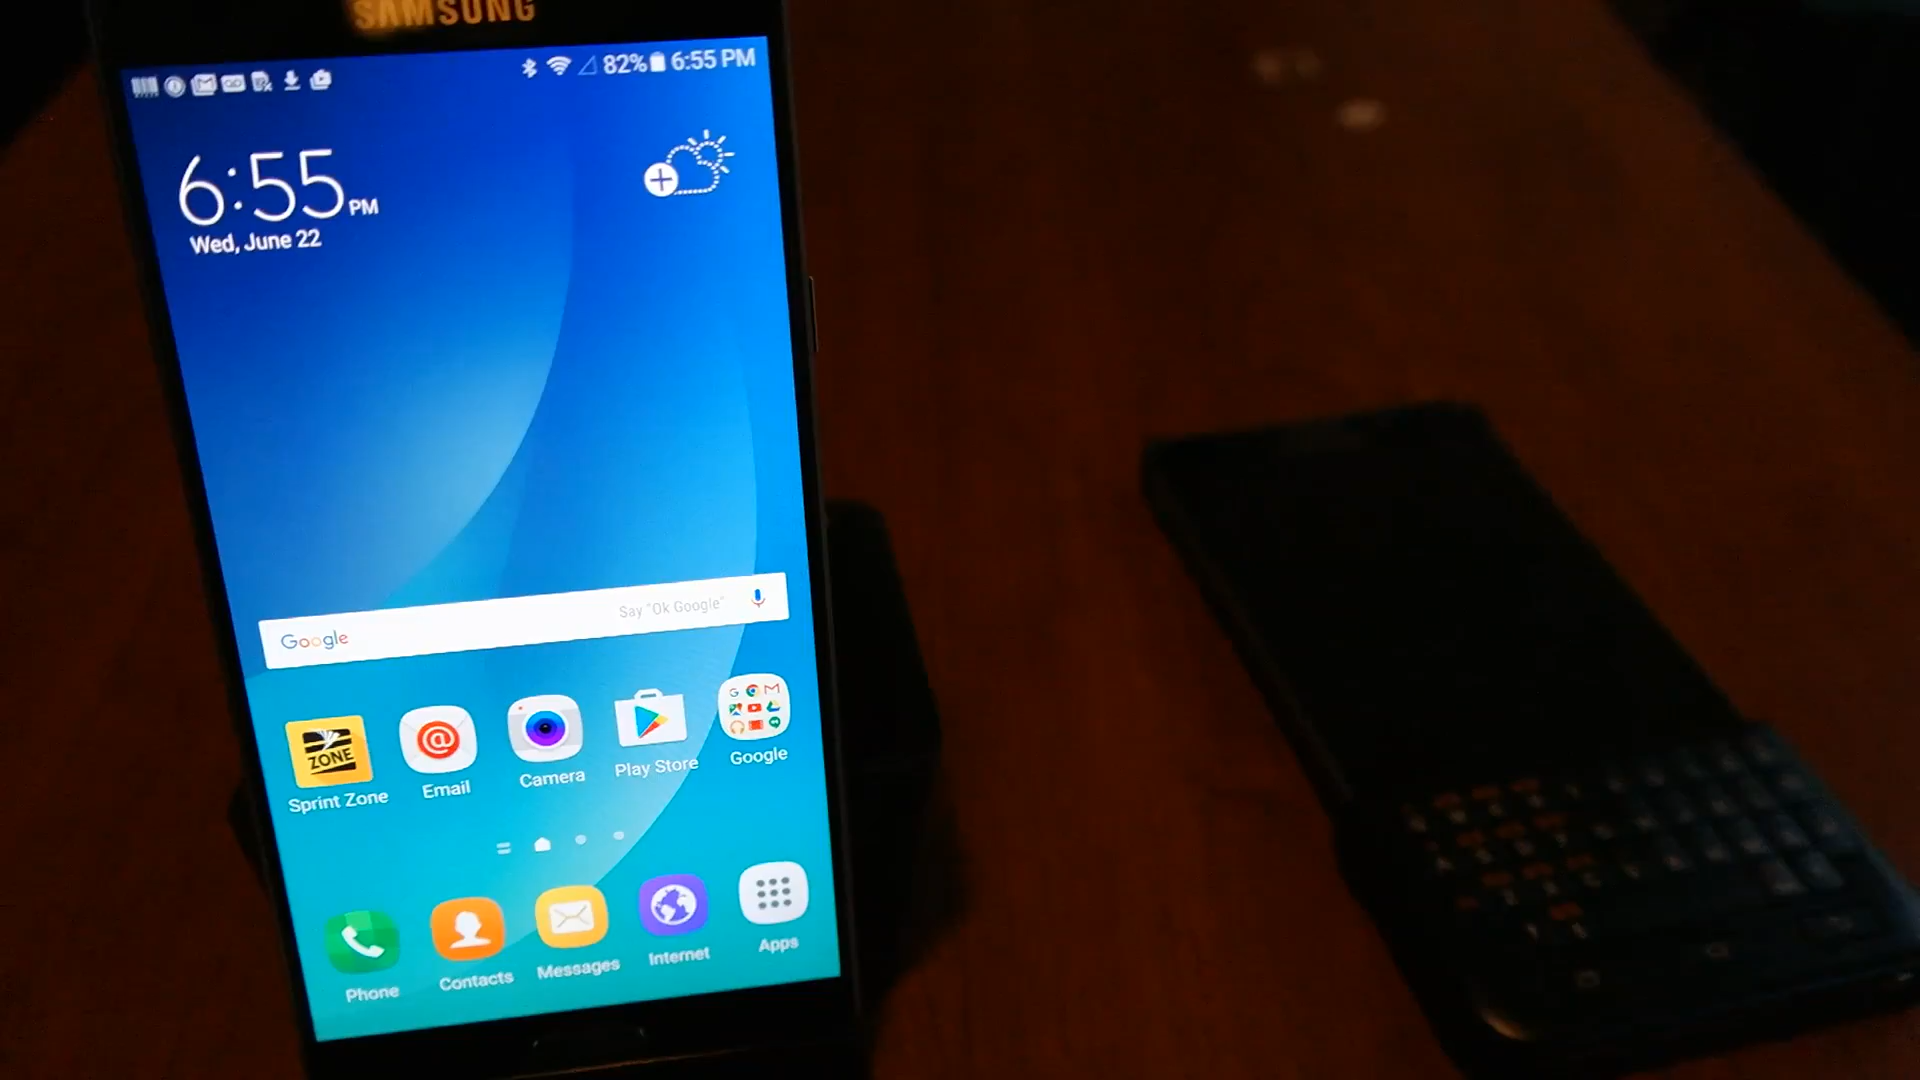 SAMSUNG
82% 6:55 PM
6:55 PM
Wed, June 22
Google Say "Ok Google"
ZONE
Sprint Zone Email Camera Play Store Google
Phone Contacts Messages Internet Apps